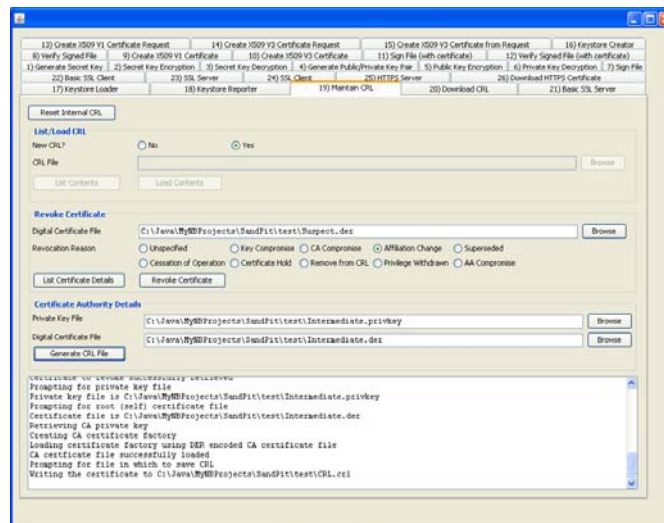 13) Create X509 V1 Certificate Request 14) Create X509 V3 Certificate Request 15) Create X509 V3 Certificate from Request 16) Keystore Creator
8) Verify Signed File 9) Create X509 V1 Certificate 10) Create X509 V3 Certificate 11) Sign File (with certificate) 12) Verify Signed File (with certificate)
1) Generate Secret Key 2) Secret Key Encryption 3) Secret Key Decryption 4) Generate Public/Private Key Pair 5) Public Key Encryption 6) Private Key Decryption 7) Sign File
22) Basic SSL Client 23) SSL Server 24) SSL Client 25) HTTPS Server 26) Download HTTPS Certificate
17) Keystore Loader 18) Keystore Reporter 19) Maintain CRL 20) Download CRL 21) Basic SSL Server
Reset Internal CRL
List/Load CRL
New CRL? No Yes
CRL File Browse
List Contents Load Contents
Revoke Certificate
Digital Certificate File C:\Java\MyNBProjects\SandPit\test\Suspect.der Browse
Revocation Reason Unspecified Key Compromise CA Compromise Affiliation Change Superseded
Cessation of Operation Certificate Hold Remove from CRL Privilege Withdrawn AA Compromise
List Certificate Details Revoke Certificate
Certificate Authority Details
Private Key File C:\Java\MyNBProjects\SandPit\test\Intermediate.privkey Browse
Digital Certificate File C:\Java\MyNBProjects\SandPit\test\Intermediate.der Browse
Generate CRL File
Certificate to revoke successfully retrieved
Prompting for private key file
Private key file is C:\Java\MyNBProjects\SandPit\test\Intermediate.privkey
Prompting for root (self) certificate file
Certificate file is C:\Java\MyNBProjects\SandPit\test\Intermediate.der
Retrieving CA private key
Creating CA certificate factory
Loading certificate factory using DER encoded CA certificate file
CA certificate file successfully loaded
Prompting for file in which to save CRL
Writing the certificate to C:\Java\MyNBProjects\SandPit\test\CRL.crl